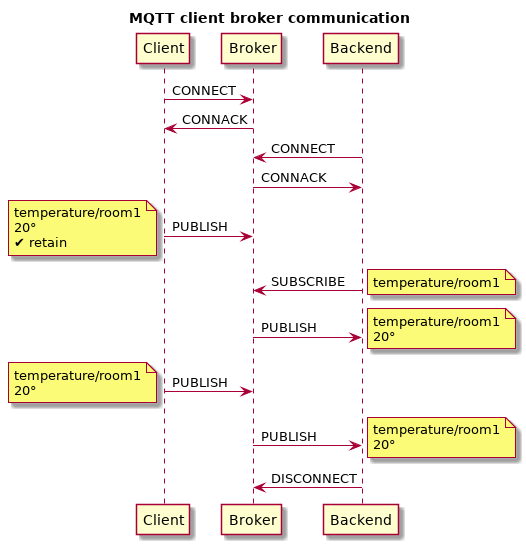 MQTT client broker communication
Client Broker Backend
CONNECT
CONNACK
CONNECT
CONNACK
temperature/room1
20°
✔ retain
PUBLISH
SUBSCRIBE
temperature/room1
PUBLISH
temperature/room1
20°
temperature/room1
20°
PUBLISH
PUBLISH
temperature/room1
20°
DISCONNECT
Client Broker Backend